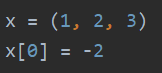 x = (1, 2, 3)
x[0] = -2